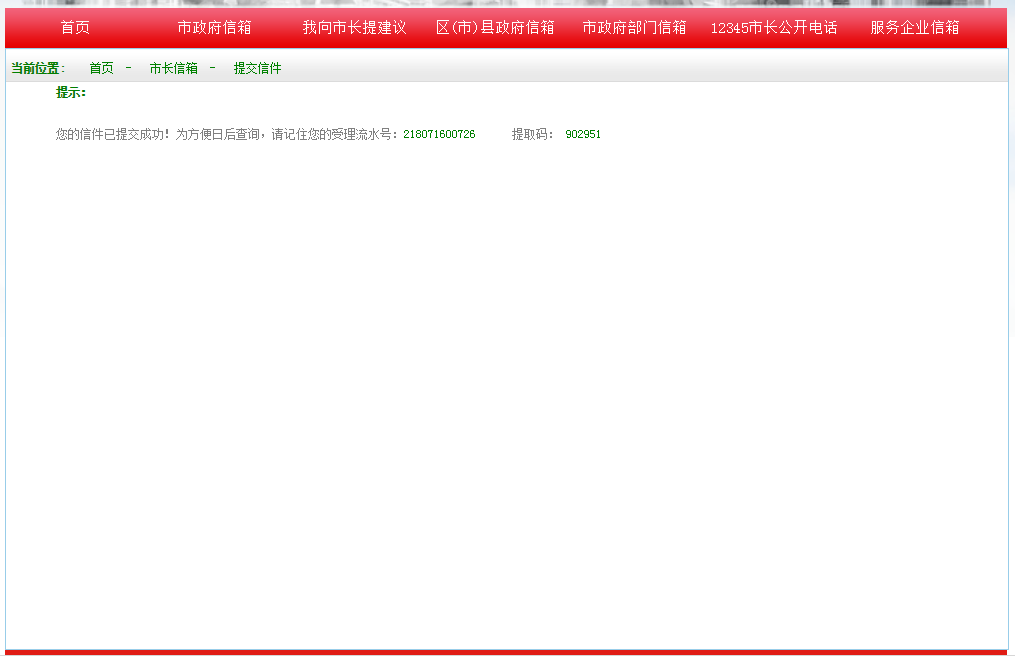 首页 市政府信箱 我向市长提建议 区(市)县政府信箱 市政府部门信箱 12345市长公开电话 服务企业信箱
当前位置： 首页 - 市长信箱 - 提交信件
提示：
您的信件已提交成功！为方便日后查询，请记住您的受理流水号：218071600726 提取码： 902951